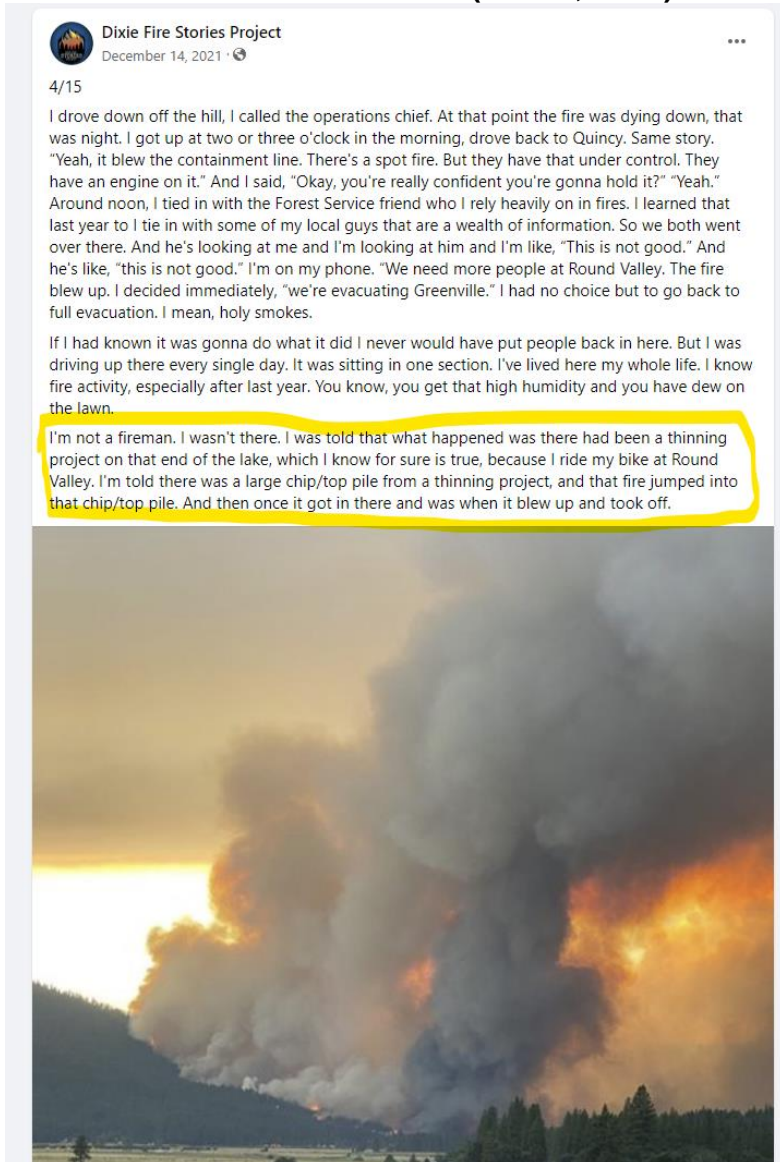 Dixie Fire Stories Project
December 14, 2021 ·
4/15
I drove down off the hill, I called the operations chief. At that point the fire was dying down, that
was night. I got up at two or three o'clock in the morning, drove back to Quincy. Same story.
“Yeah, it blew the containment line. There's a spot fire. But they have that under control. They
have an engine on it.” And I said, “Okay, you're really confident you're gonna hold it?” “Yeah.”
Around noon, I tied in with the Forest Service friend who I rely heavily on in fires. I learned that
last year to I tie in with some of my local guys that are a wealth of information. So we both went
over there. And he's looking at me and I'm looking at him and I'm like, “This is not good.” And
he's like, “this is not good.” I'm on my phone. “We need more people at Round Valley. The fire
blew up. I decided immediately, “we're evacuating Greenville.” I had no choice but to go back to
full evacuation. I mean, holy smokes.
If I had known it was gonna do what it did I never would have put people back in here. But I was
driving up there every single day. It was sitting in one section. I've lived here my whole life. I know
fire activity, especially after last year. You know, you get that high humidity and you have dew on
the lawn.
I'm not a fireman. I wasn't there. I was told that what happened was there had been a thinning
project on that end of the lake, which I know for sure is true, because I ride my bike at Round
Valley. I'm told there was a large chip/top pile from a thinning project, and that fire jumped into
that chip/top pile. And then once it got in there and was when it blew up and took off.